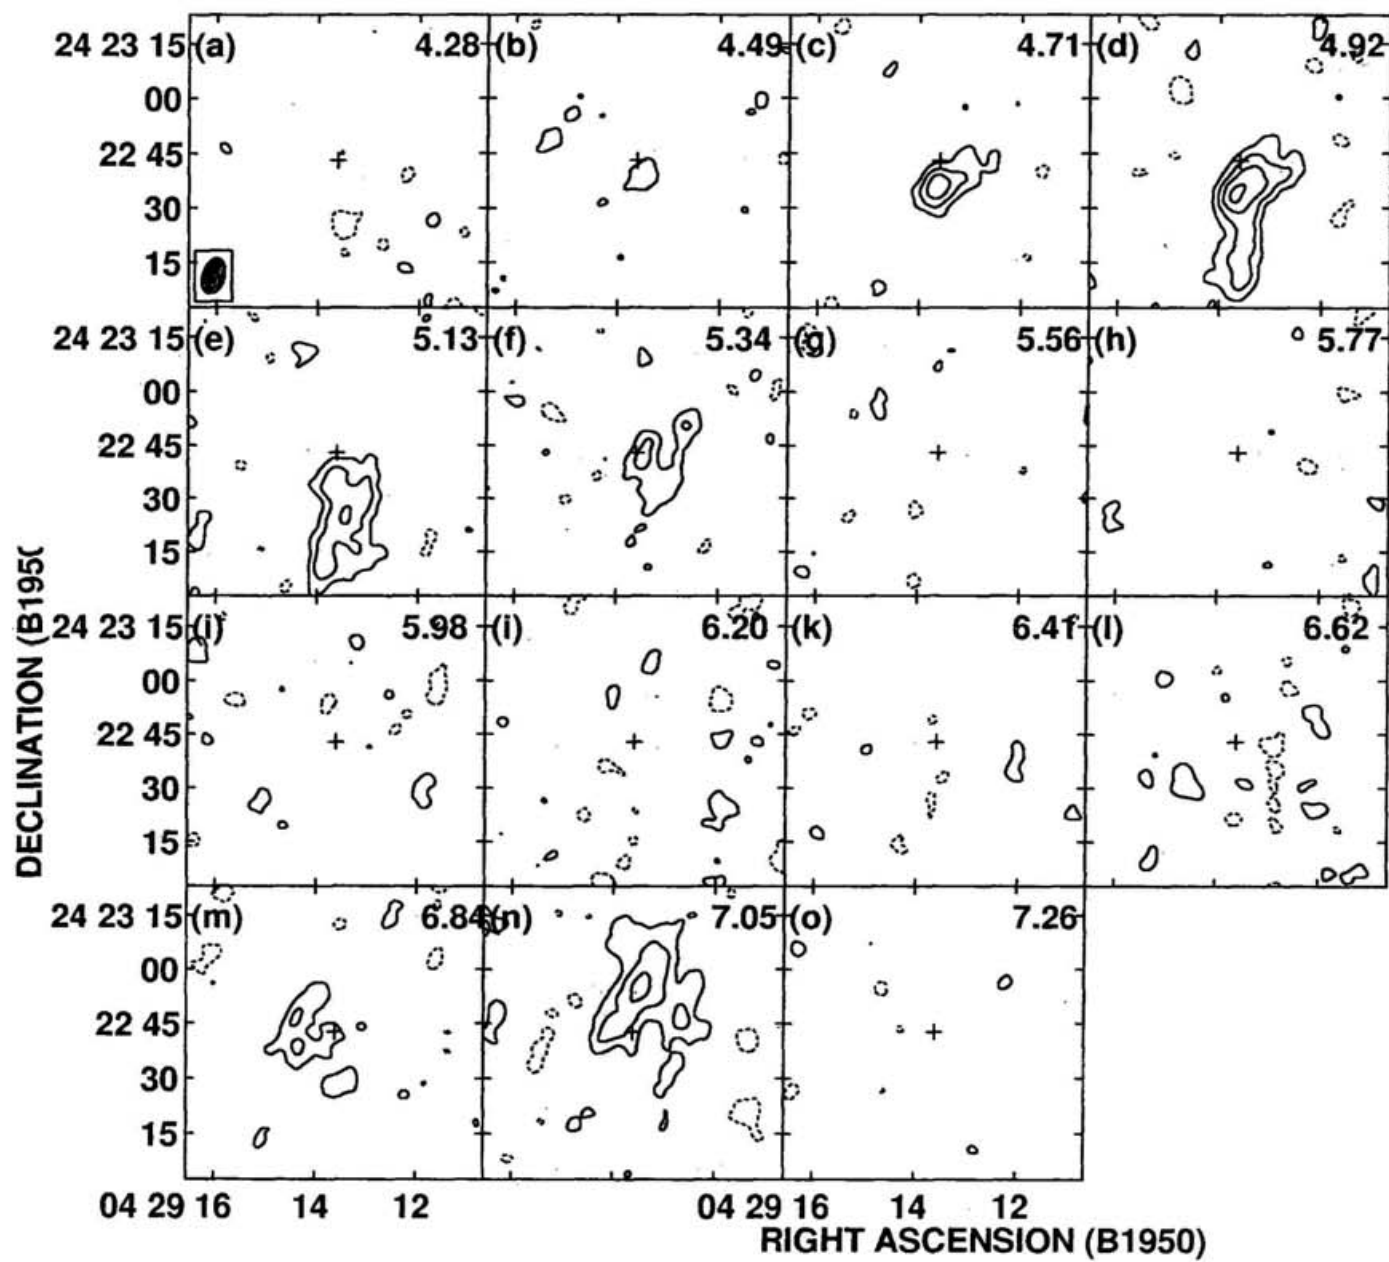 24 23 15 (a) 4.28 (b) 4.49 (c) 4.71 (d) 4.92
00
22 45
30
15
24 23 15 (e) 5.13 (f) 5.34 (g) 5.56 (h) 5.77
00
22 45
30
15
24 23 15 (i) 5.98 (i) 6.20 (k) 6.41 (l) 6.62
00
22 45
30
15
24 23 15 (m) 6.84 (n) 7.05 (o) 7.26
00
22 45
30
15
04 29 16 14 12 04 29 16 14 12
RIGHT ASCENSION (B1950)
DECLINATION (B195(